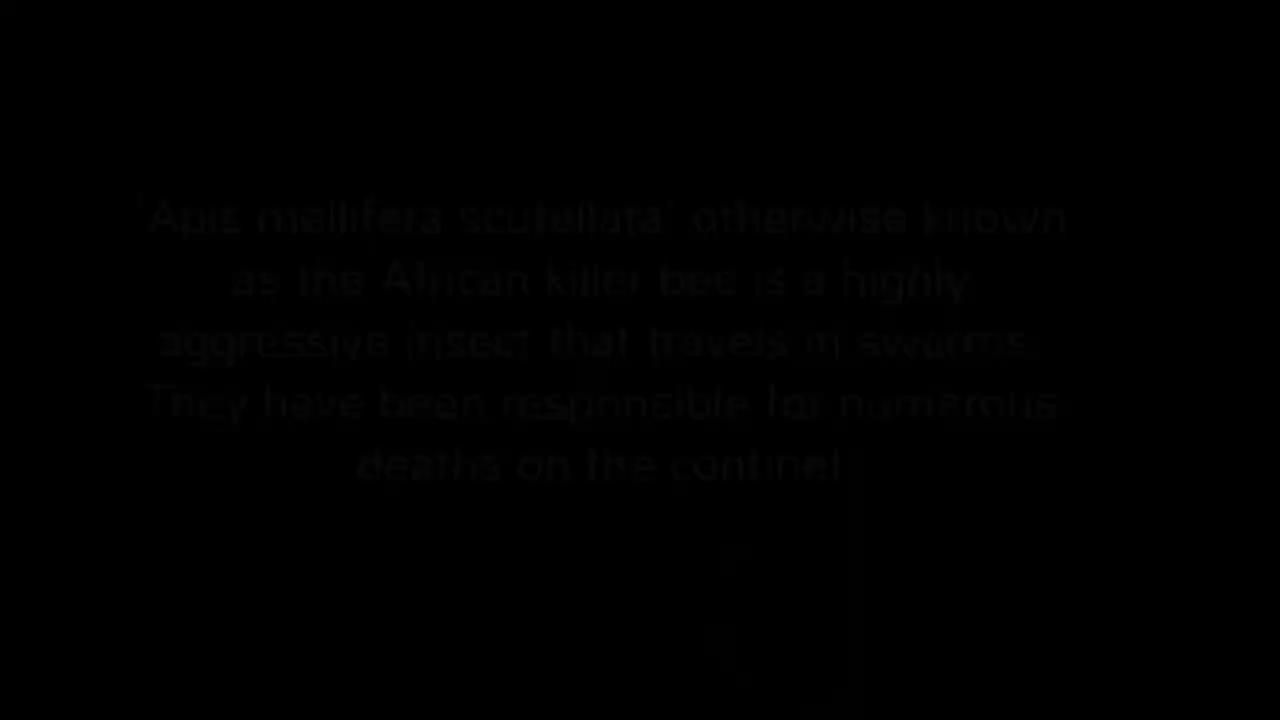 'Apis mellifera scutellata' otherwise known
as the African killer bee is a highly
aggressive insect that travels in swarms.
They have been responsible for numerous
deaths on the continet